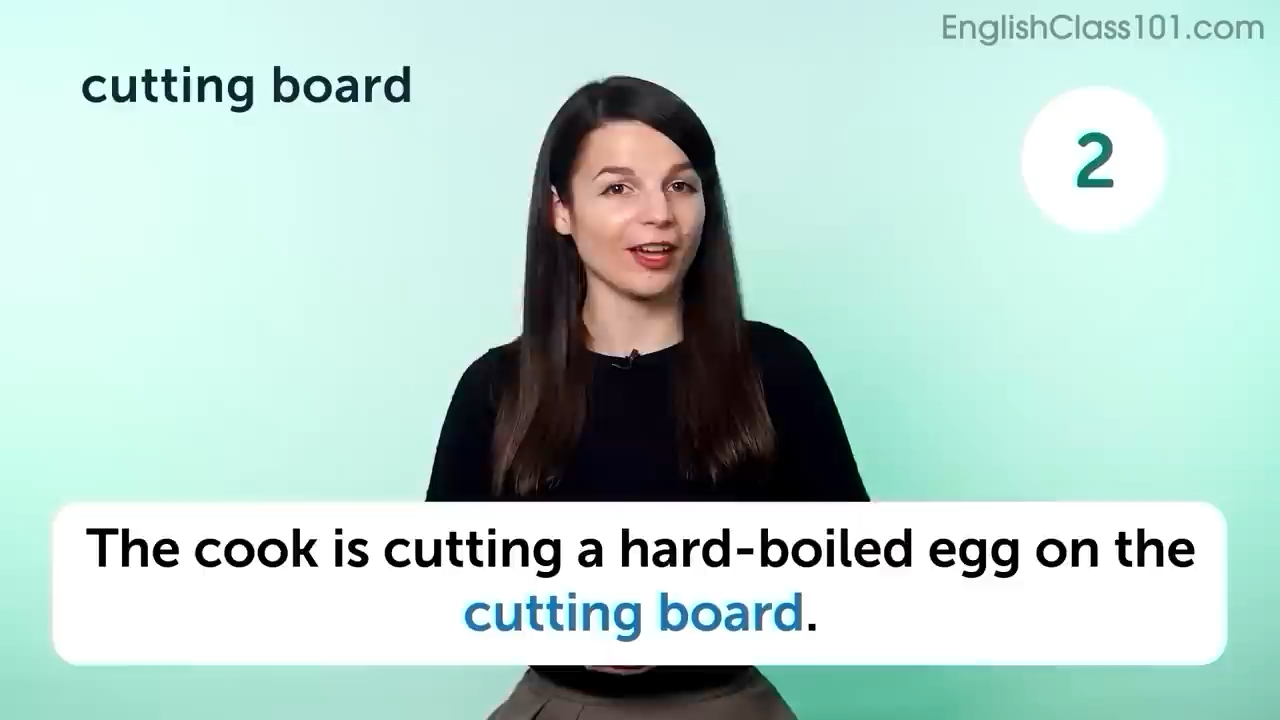 EnglishClass101.com
cutting board
2
The cook is cutting a hard-boiled egg on the
cutting board.